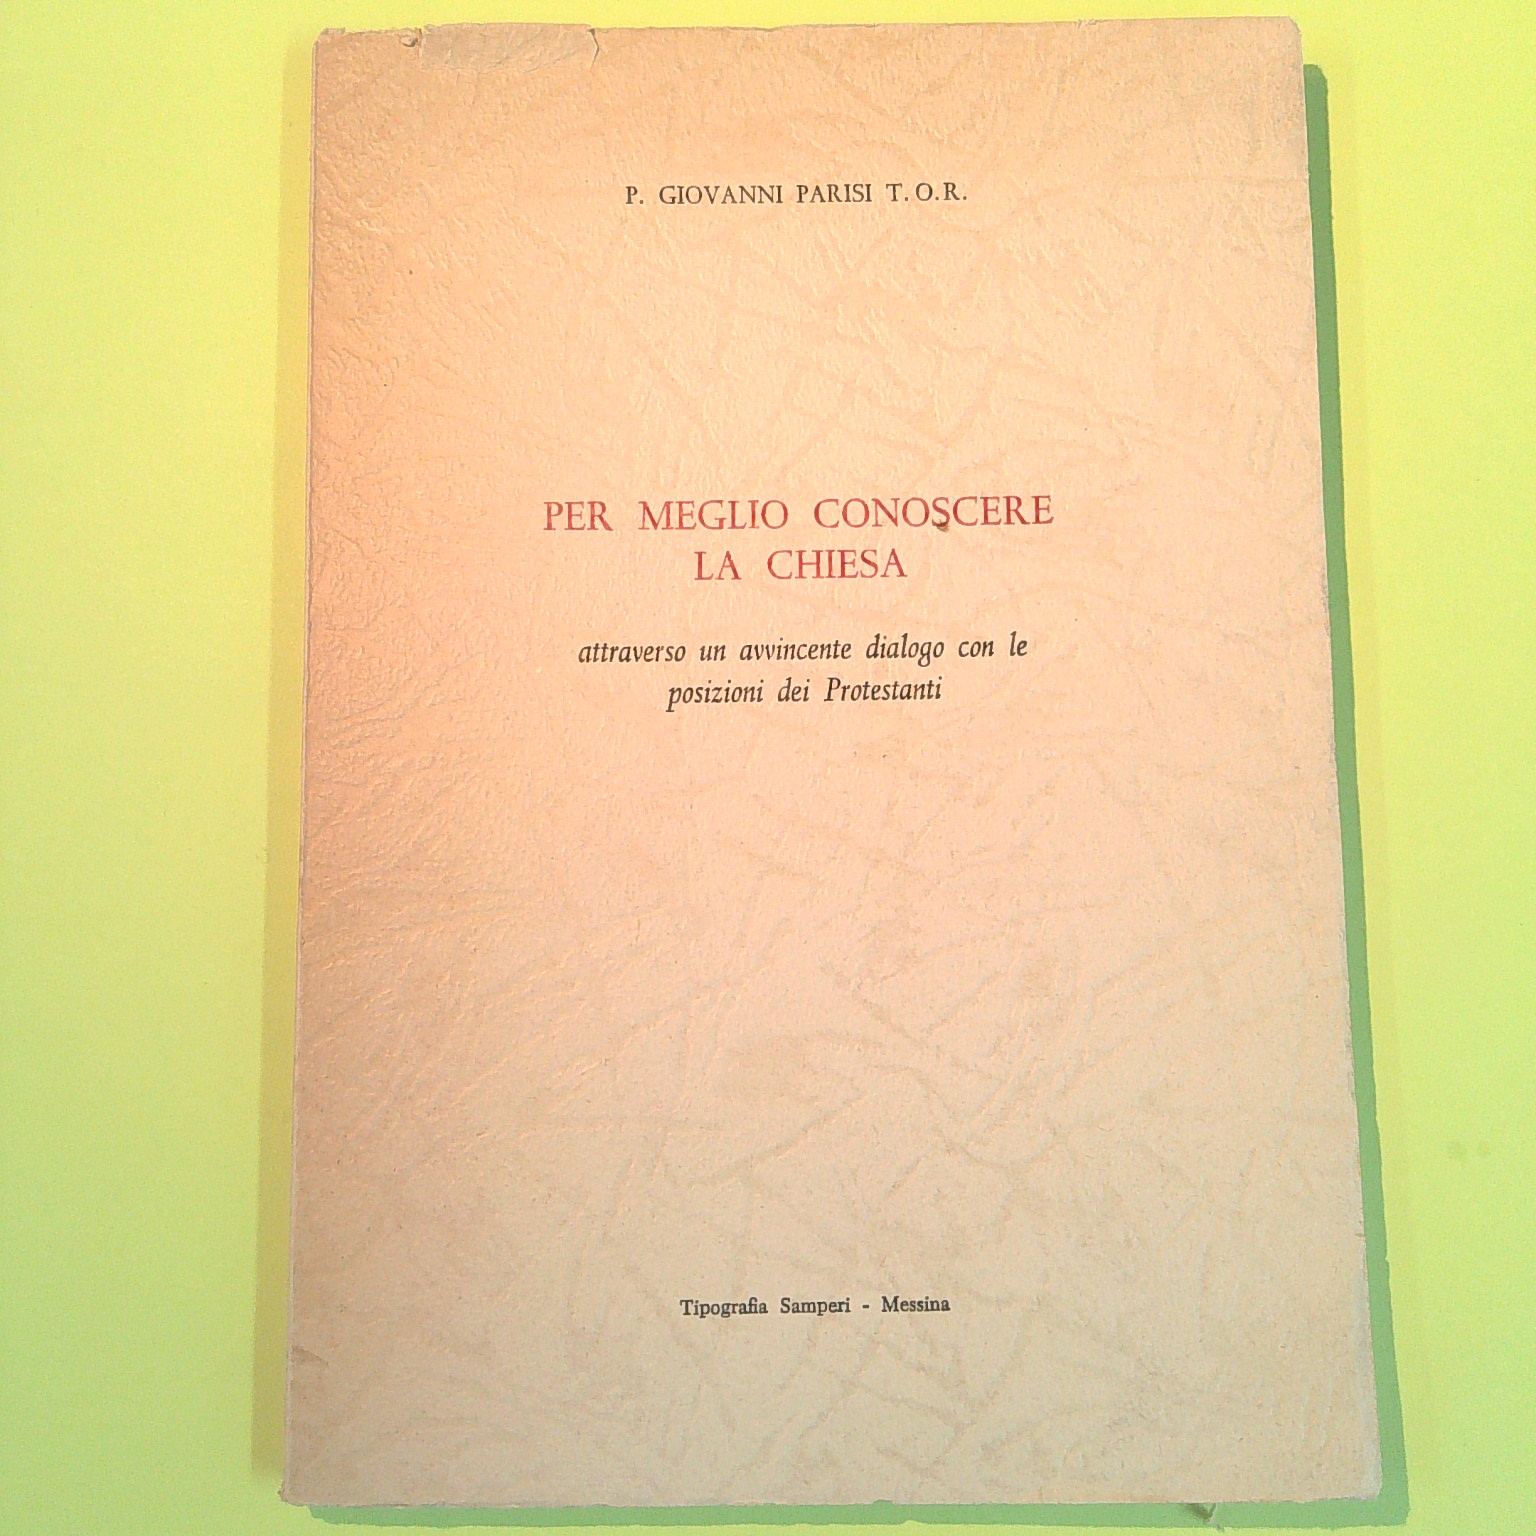 P. GIOVANNI PARISI T.O.R.
PER MEGLIO CONOSCERE
LA CHIESA
attraverso un avvincente dialogo con le
posizioni dei Protestanti
Tipografia Samperi - Messina